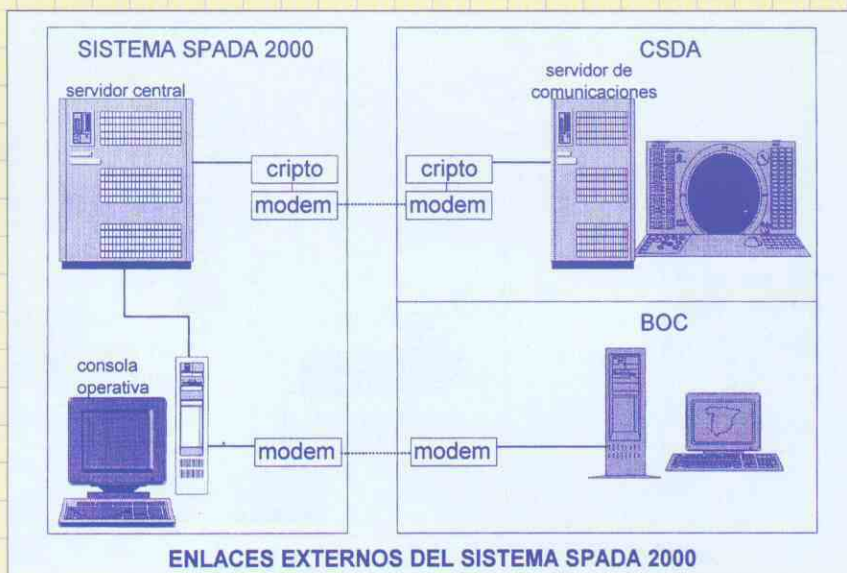 SISTEMA SPADA 2000
servidor central
cripto
modem
consola
operativa
modem
CSDA
servidor de
comunicaciones
cripto
modem
BOC
modem
ENLACES EXTERNOS DEL SISTEMA SPADA 2000